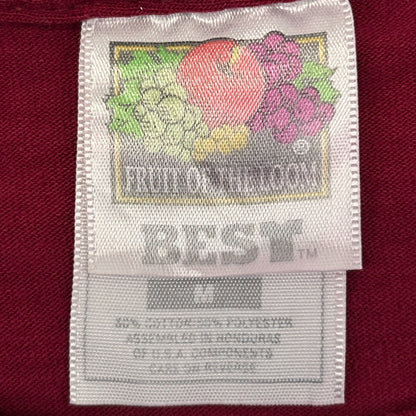 FRUIT OF THE LOOM ®
BEST™
M
50% COTTON 50% POLYESTER
ASSEMBLED IN HONDURAS
OF U.S.A. COMPONENTS
CARE ON REVERSE